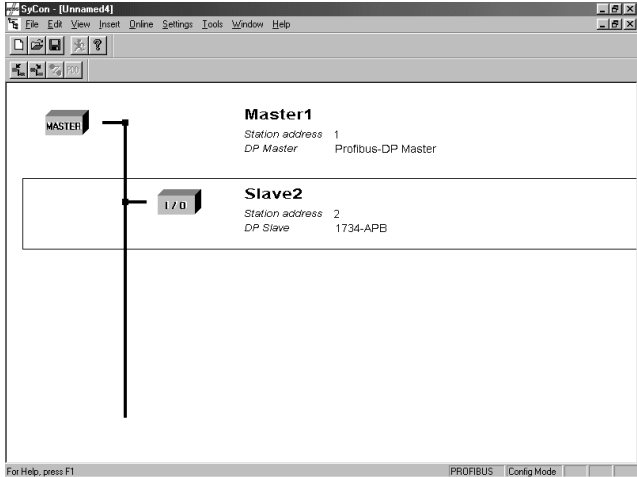 SyCon - [Unnamed4]
File Edit View Insert Online Settings Tools Window Help
MASTER
Master1
Station address 1
DP Master Profibus-DP Master
I / O
Slave2
Station address 2
DP Slave 1734-APB
For Help, press F1 PROFIBUS Config Mode